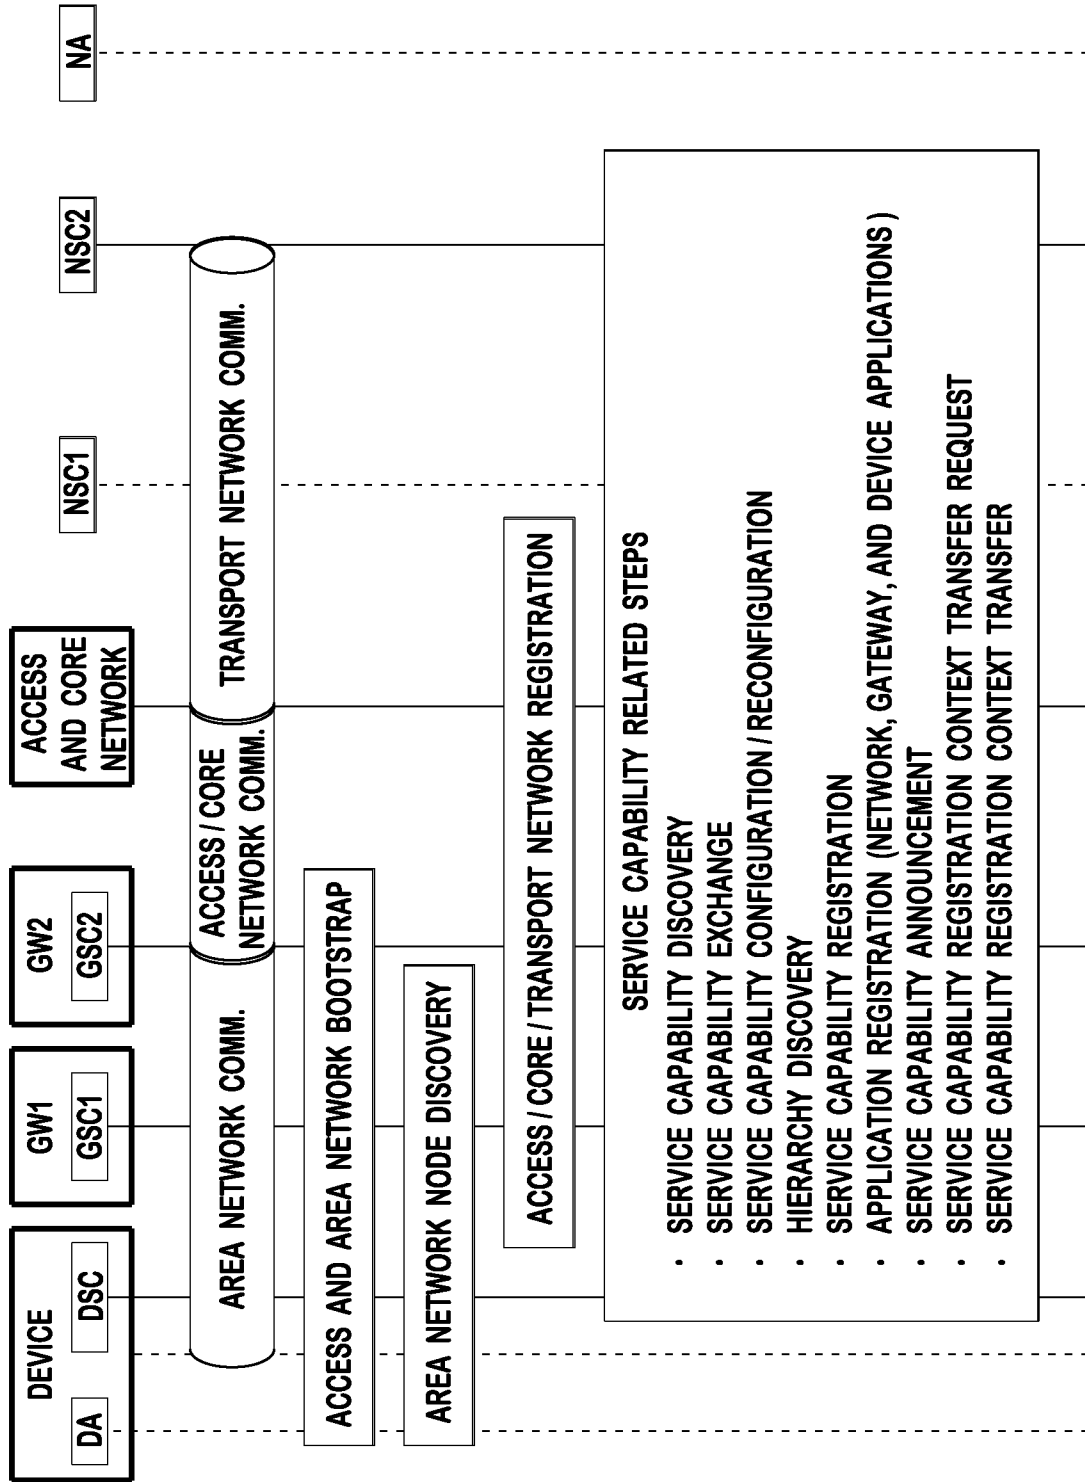 DEVICE
DA
DSC
GW1
GSC1
GW2
GSC2
ACCESS
AND CORE
NETWORK
NSC1
NSC2
NA
AREA NETWORK COMM.
ACCESS / CORE
NETWORK COMM.
TRANSPORT NETWORK COMM.
ACCESS AND AREA NETWORK BOOTSTRAP
AREA NETWORK NODE DISCOVERY
ACCESS / CORE / TRANSPORT NETWORK REGISTRATION
SERVICE CAPABILITY RELATED STEPS
• SERVICE CAPABILITY DISCOVERY
• SERVICE CAPABILITY EXCHANGE
• SERVICE CAPABILITY CONFIGURATION / RECONFIGURATION
• HIERARCHY DISCOVERY
• SERVICE CAPABILITY REGISTRATION
• APPLICATION REGISTRATION (NETWORK, GATEWAY, AND DEVICE APPLICATIONS)
• SERVICE CAPABILITY ANNOUNCEMENT
• SERVICE CAPABILITY REGISTRATION CONTEXT TRANSFER REQUEST
• SERVICE CAPABILITY REGISTRATION CONTEXT TRANSFER